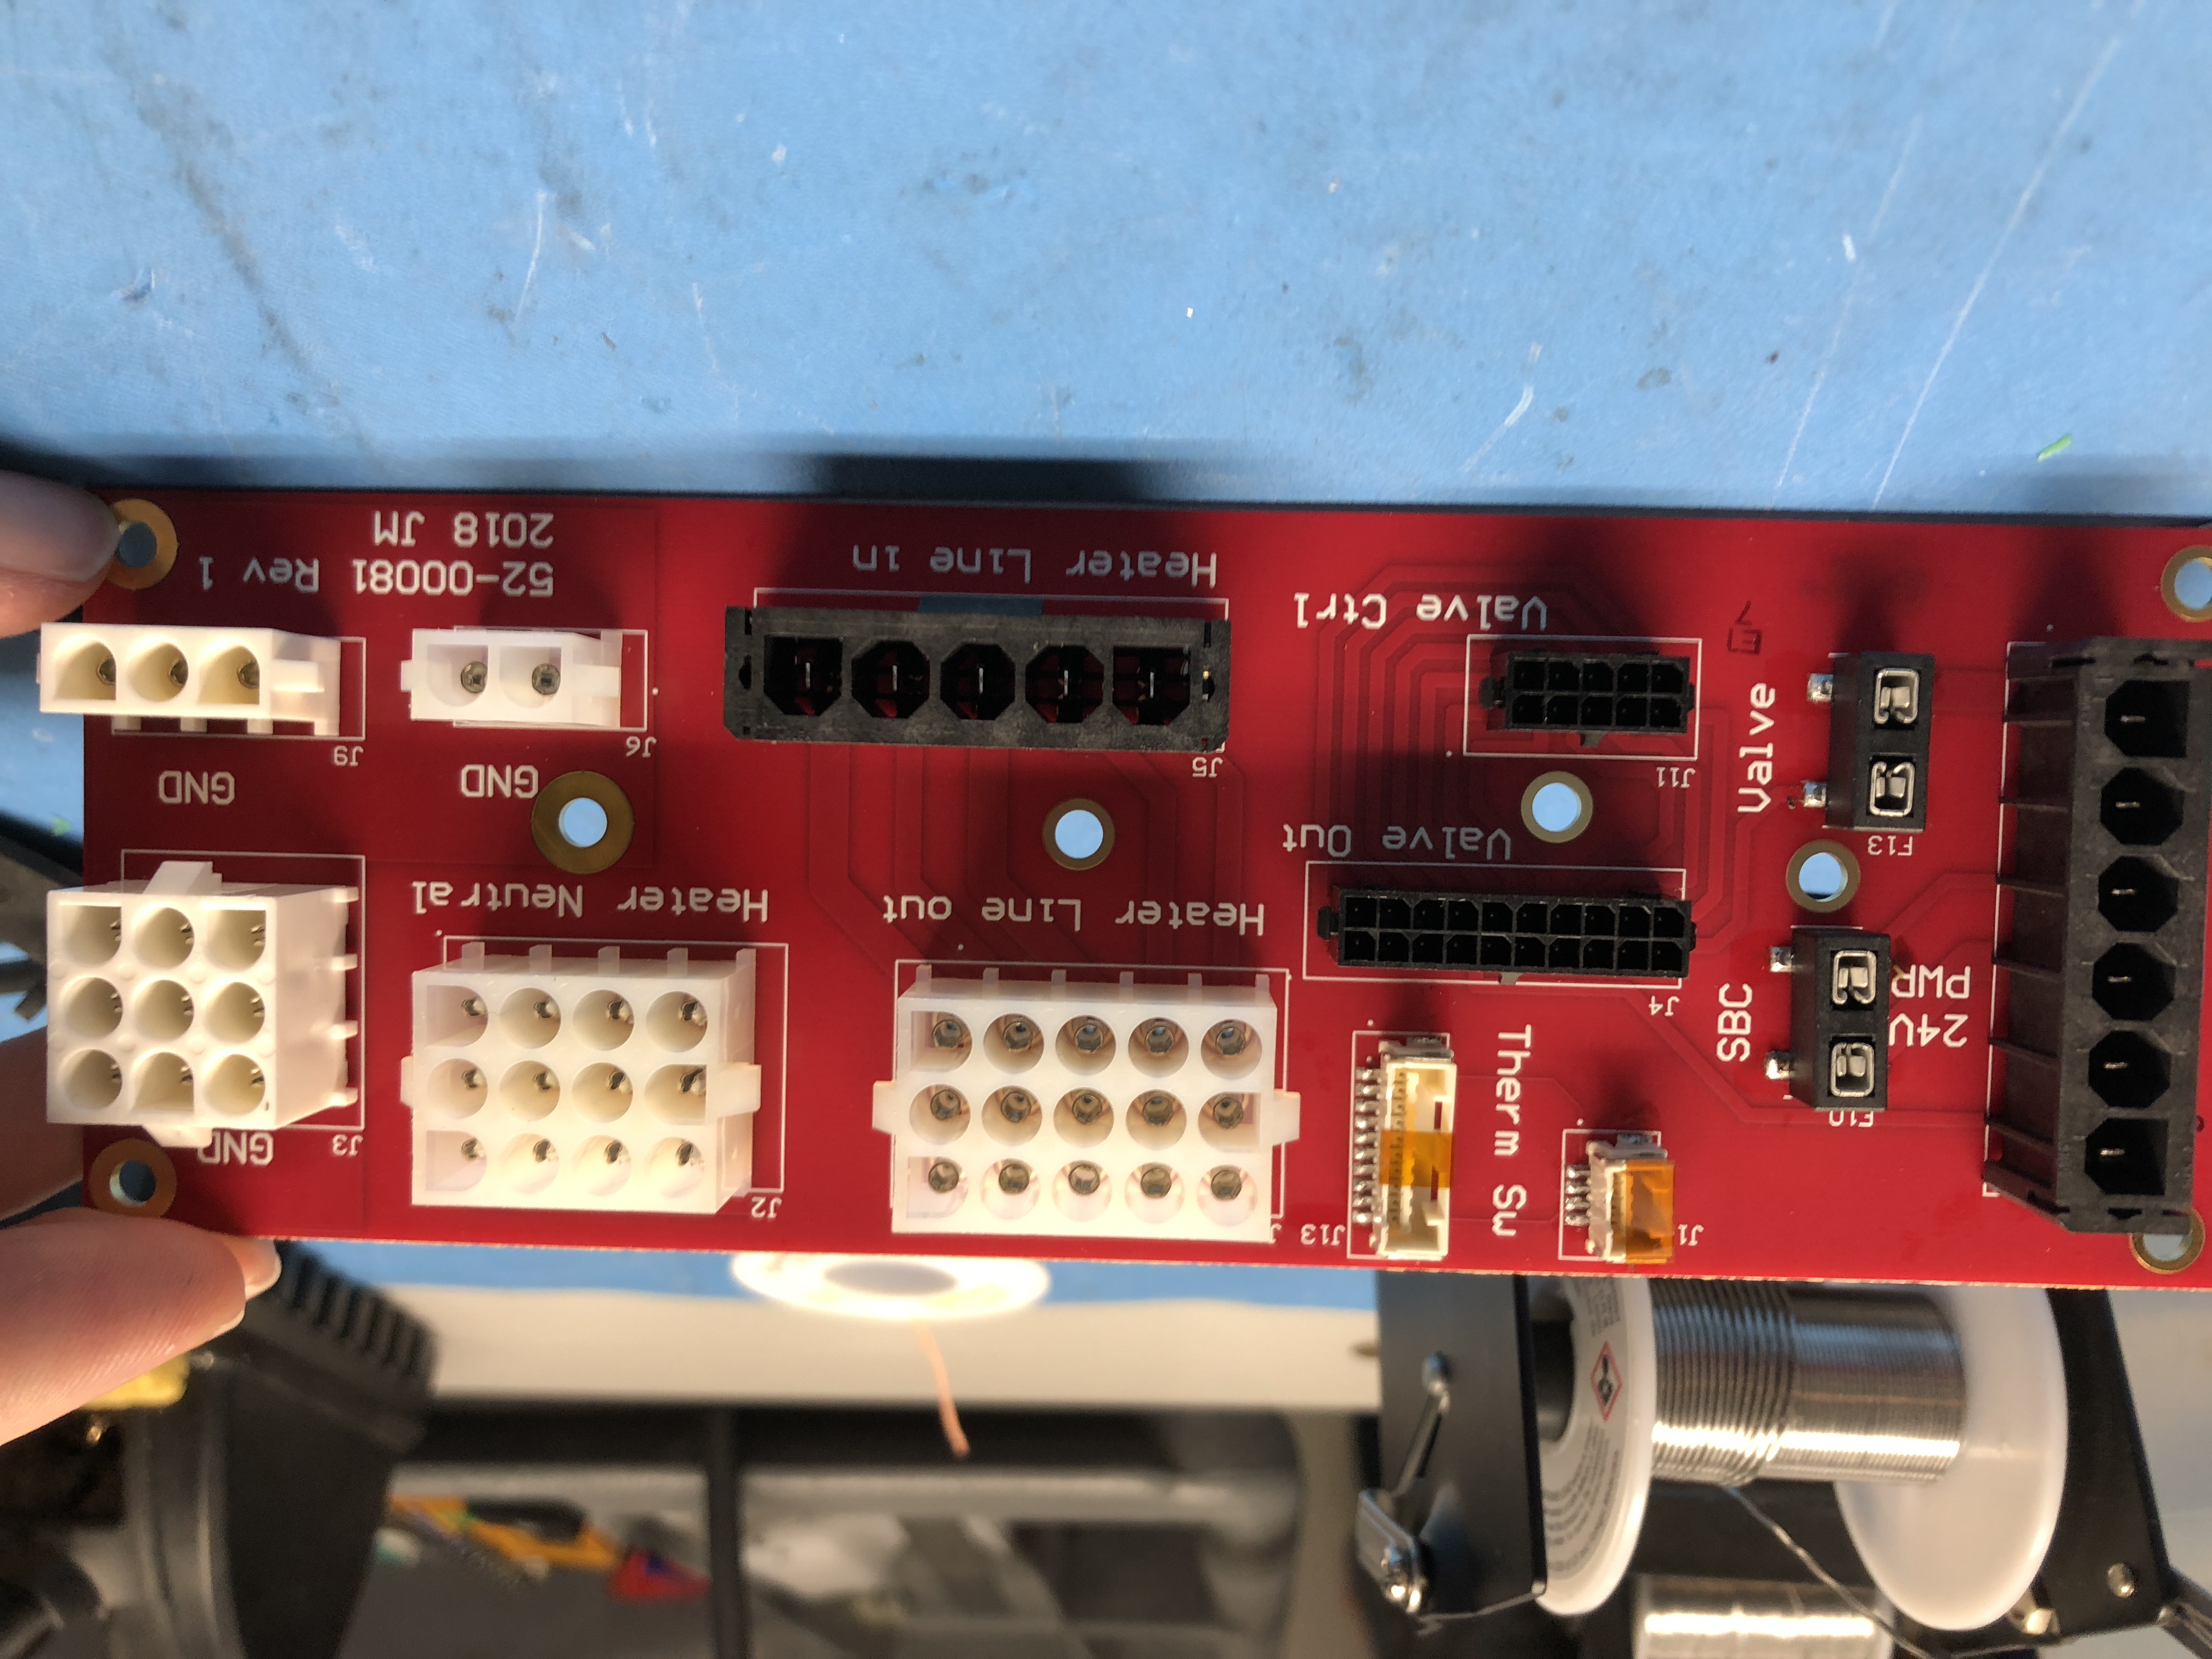 J1
Therm Sw
J13
J2
J3
GND
F10
24V
PWR
SBC
J4
Valve Out
Heater Line out
Heater Neutral
F13
Valve
J11
Valve Ctrl
J5
Heater Line in
J6
GND
J9
GND
52-00081 Rev 1
2018 JM